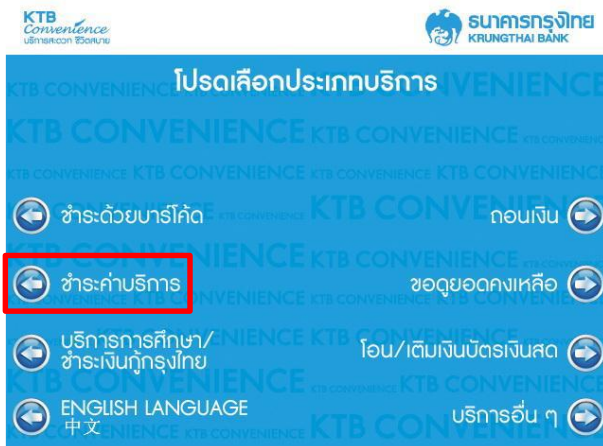 KTB
Convenience
บริการสะดวก ชีวิตสบาย
ธนาคารกรุงไทย
KRUNGTHAI BANK
โปรดเลือกประเภทบริการ
ชำระด้วยบาร์โค้ด
ถอนเงิน
ชำระค่าบริการ
ขอดูยอดคงเหลือ
บริการการศึกษา/
ชำระเงินกู้กรุงไทย
โอน/เติมเงินบัตรเงินสด
ENGLISH LANGUAGE
中文
บริการอื่น ๆ
KTB CONVENIENCE